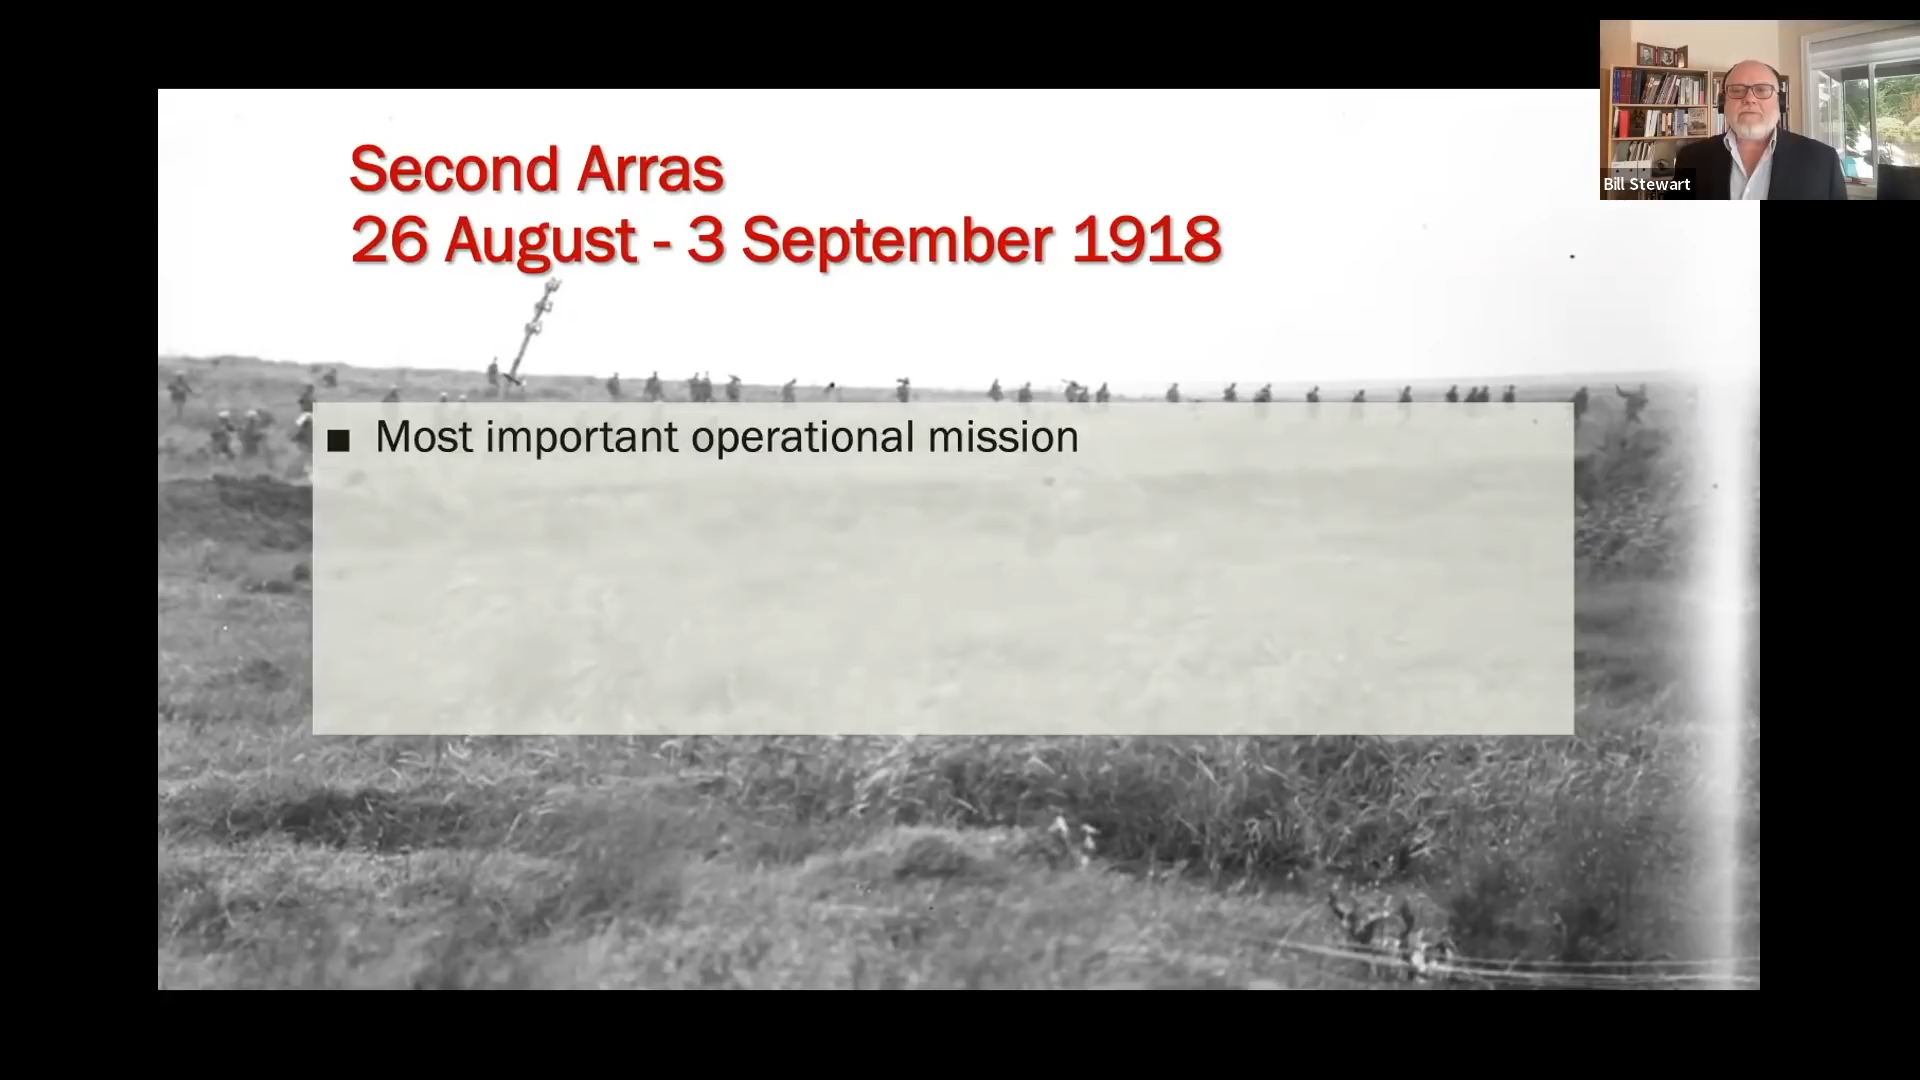 Second Arras
26 August - 3 September 1918
■ Most important operational mission
Bill Stewart